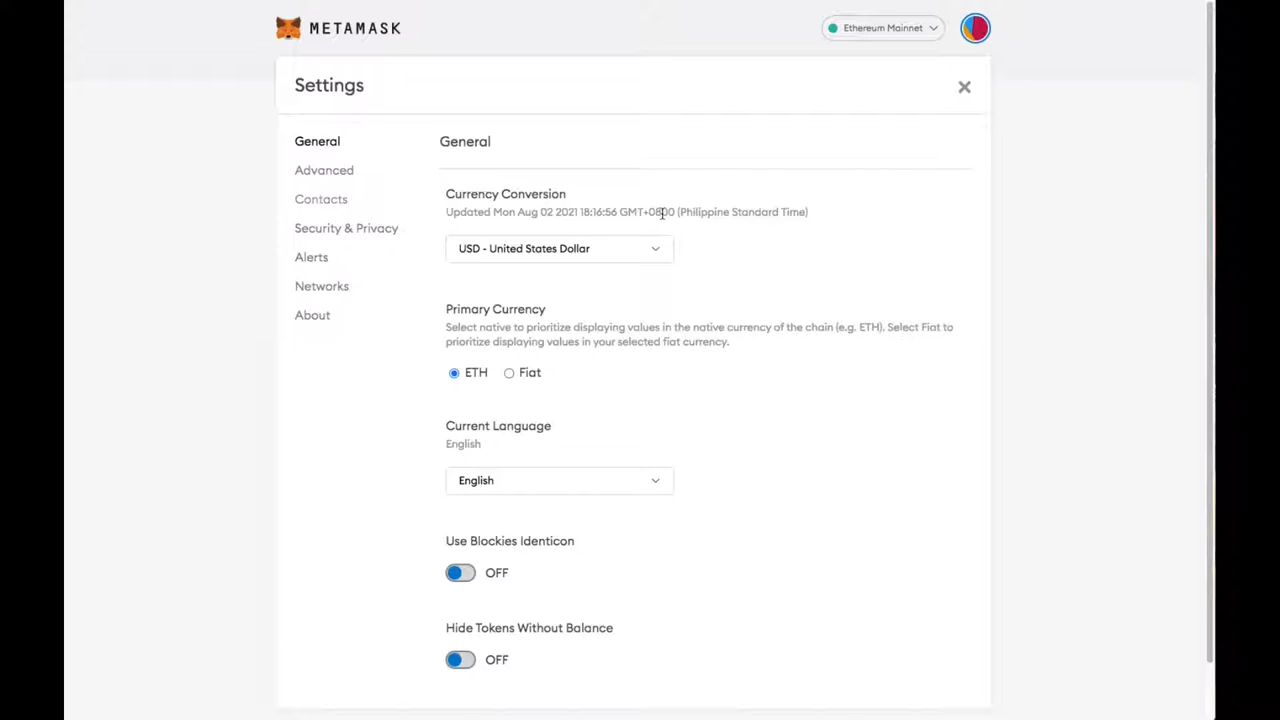 METAMASK
Ethereum Mainnet
Settings
General
Advanced
Contacts
Security & Privacy
Alerts
Networks
About
General
Currency Conversion
Updated Mon Aug 02 2021 18:16:56 GMT+0800 (Philippine Standard Time)
USD - United States Dollar
Primary Currency
Select native to prioritize displaying values in the native currency of the chain (e.g. ETH). Select Fiat to
prioritize displaying values in your selected fiat currency.
ETH Fiat
Current Language
English
English
Use Blockies Identicon
OFF
Hide Tokens Without Balance
OFF